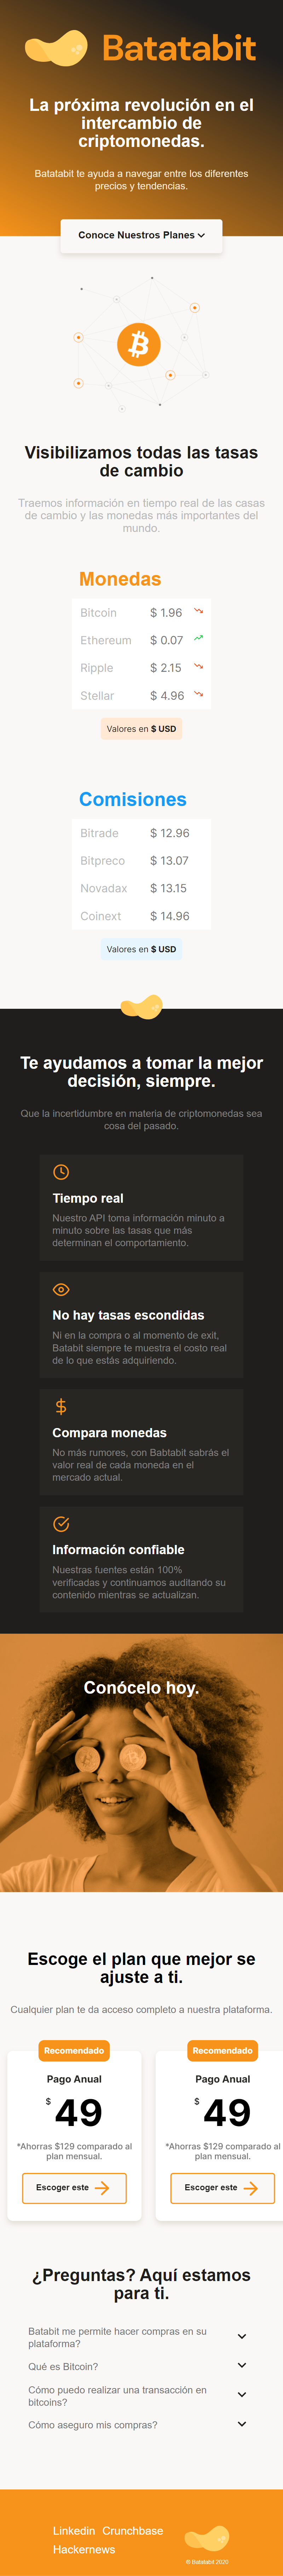 Batatabit
La próxima revolución en el
intercambio de
criptomonedas.
Batatabit te ayuda a navegar entre los diferentes
precios y tendencias.
Conoce Nuestros Planes
Visibilizamos todas las tasas
de cambio
Traemos información en tiempo real de las casas
de cambio y las monedas más importantes del
mundo.
Monedas
Bitcoin $ 1.96
Ethereum $ 0.07
Ripple $ 2.15
Stellar $ 4.96
Valores en $ USD
Comisiones
Bitrade $ 12.96
Bitpreco $ 13.07
Novadax $ 13.15
Coinext $ 14.96
Valores en $ USD
Te ayudamos a tomar la mejor
decisión, siempre.
Que la incertidumbre en materia de criptomonedas sea
cosa del pasado.
Tiempo real
Nuestro API toma información minuto a
minuto sobre las tasas que más
determinan el comportamiento.
No hay tasas escondidas
Ni en la compra o al momento de exit,
Batabit siempre te muestra el costo real
de lo que estás adquiriendo.
Compara monedas
No más rumores, con Babtabit sabrás el
valor real de cada moneda en el
mercado actual.
Información confiable
Nuestras fuentes están 100%
verificadas y continuamos auditando su
contenido mientras se actualizan.
Conócelo hoy.
Escoge el plan que mejor se
ajuste a ti.
Cualquier plan te da acceso completo a nuestra plataforma.
Recomendado
Pago Anual
$ 49
*Ahorras $129 comparado al
plan mensual.
Escoger este
Recomendado
Pago Anual
$ 49
*Ahorras $129 comparado al
plan mensual.
Escoger este
¿Preguntas? Aquí estamos
para ti.
Batabit me permite hacer compras en su
plataforma?
Qué es Bitcoin?
Cómo puedo realizar una transacción en
bitcoins?
Cómo aseguro mis compras?
Linkedin Crunchbase
Hackernews
® Batatabit 2020